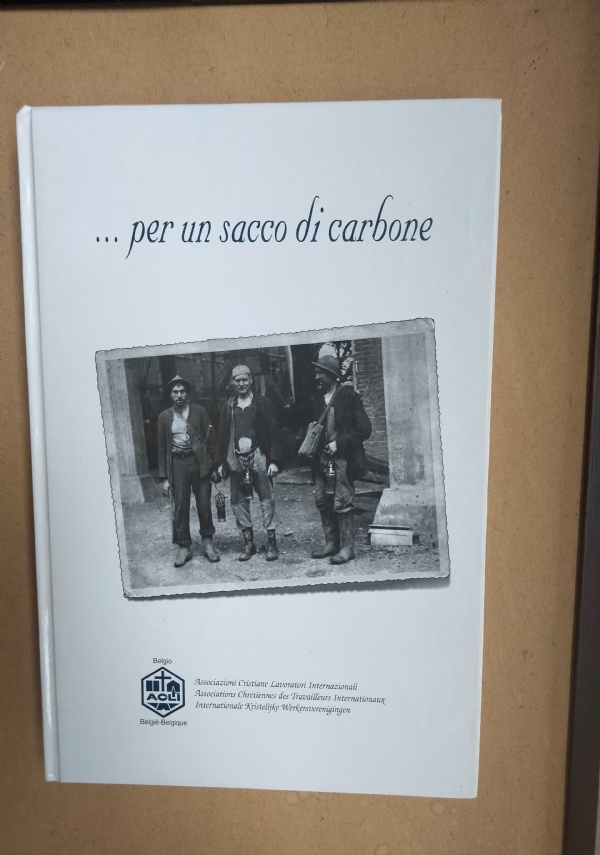 ... per un sacco di carbone
Belgio
ACLI
België-Belgique
Associazioni Cristiane Lavoratori Internazionali
Associations Chrétiennes des Travailleurs Internationaux
Internationale Kristelijke Werkersverenigingen